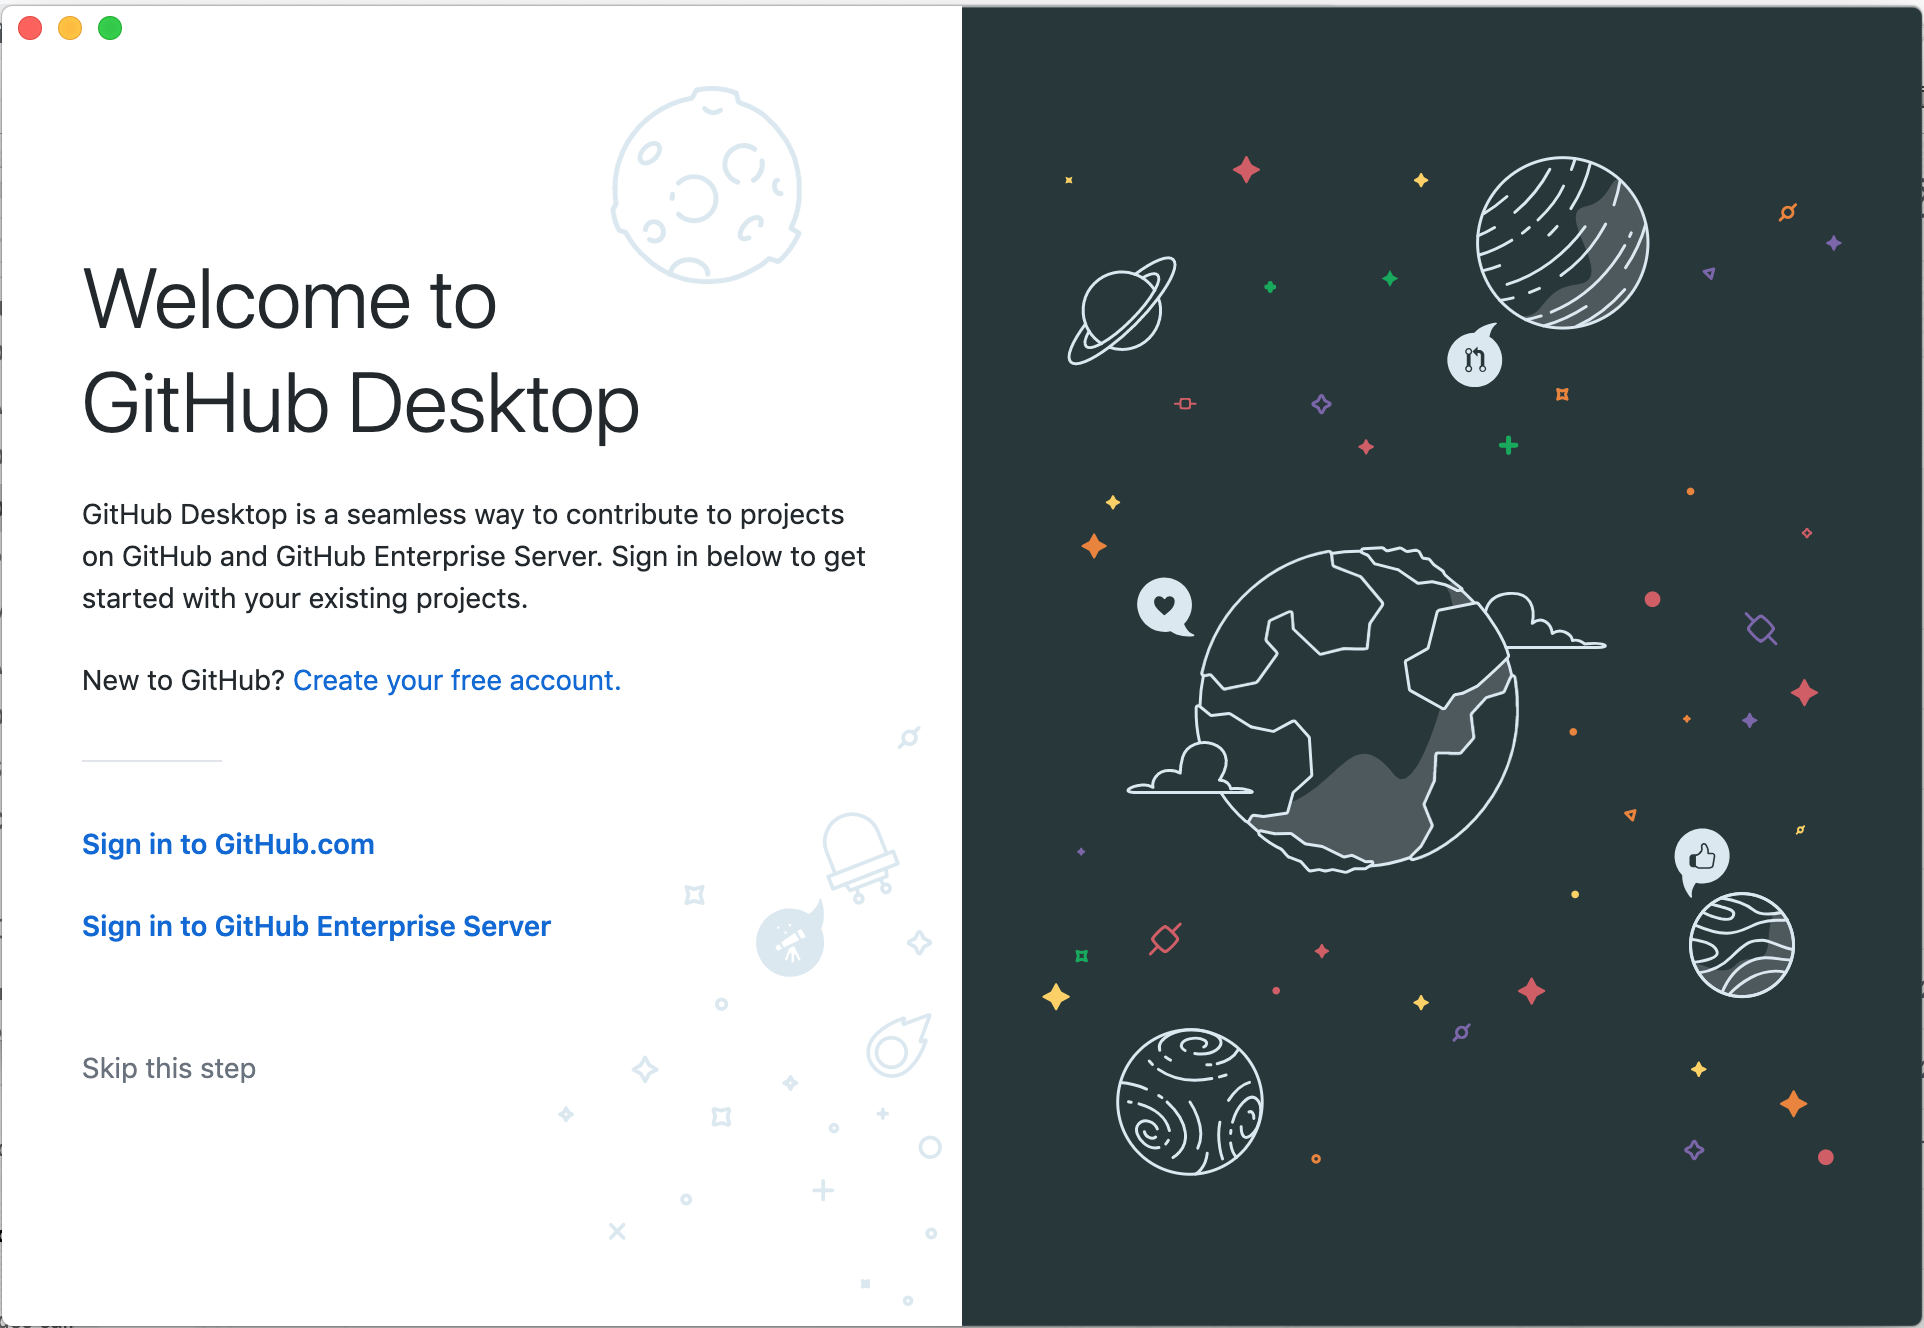 Welcome to
GitHub Desktop
GitHub Desktop is a seamless way to contribute to projects
on GitHub and GitHub Enterprise Server. Sign in below to get
started with your existing projects.
New to GitHub? Create your free account.
Sign in to GitHub.com
Sign in to GitHub Enterprise Server
Skip this step